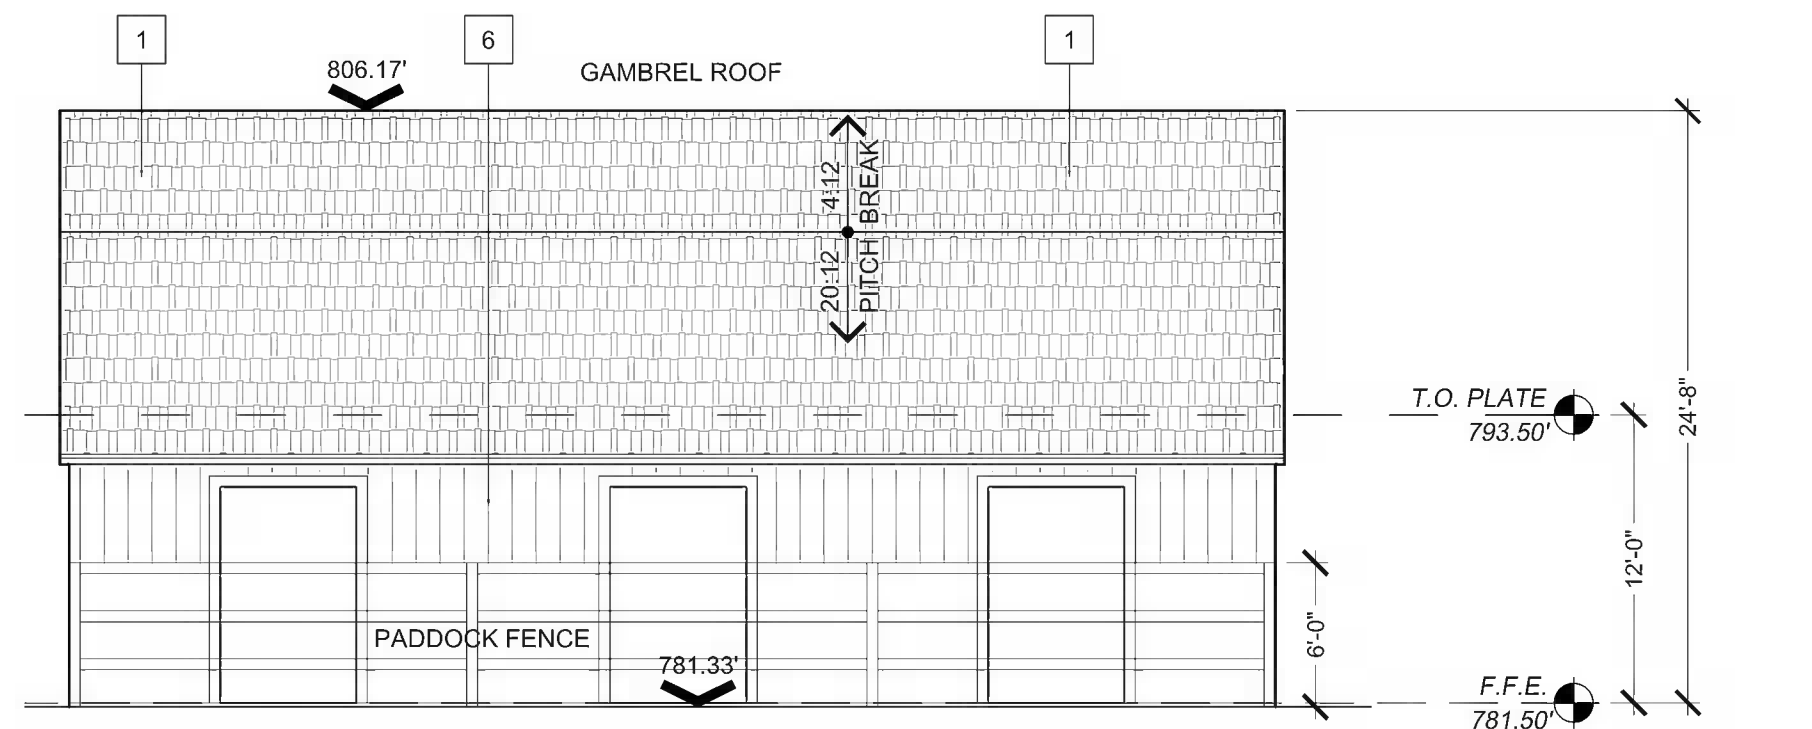 1
6
1
806.17'
GAMBREL ROOF
4:12
20:12
PITCH BREAK
T.O. PLATE
793.50'
24'-8"
12'-0"
6'-0"
PADDOCK FENCE
781.33'
F.F.E.
781.50'